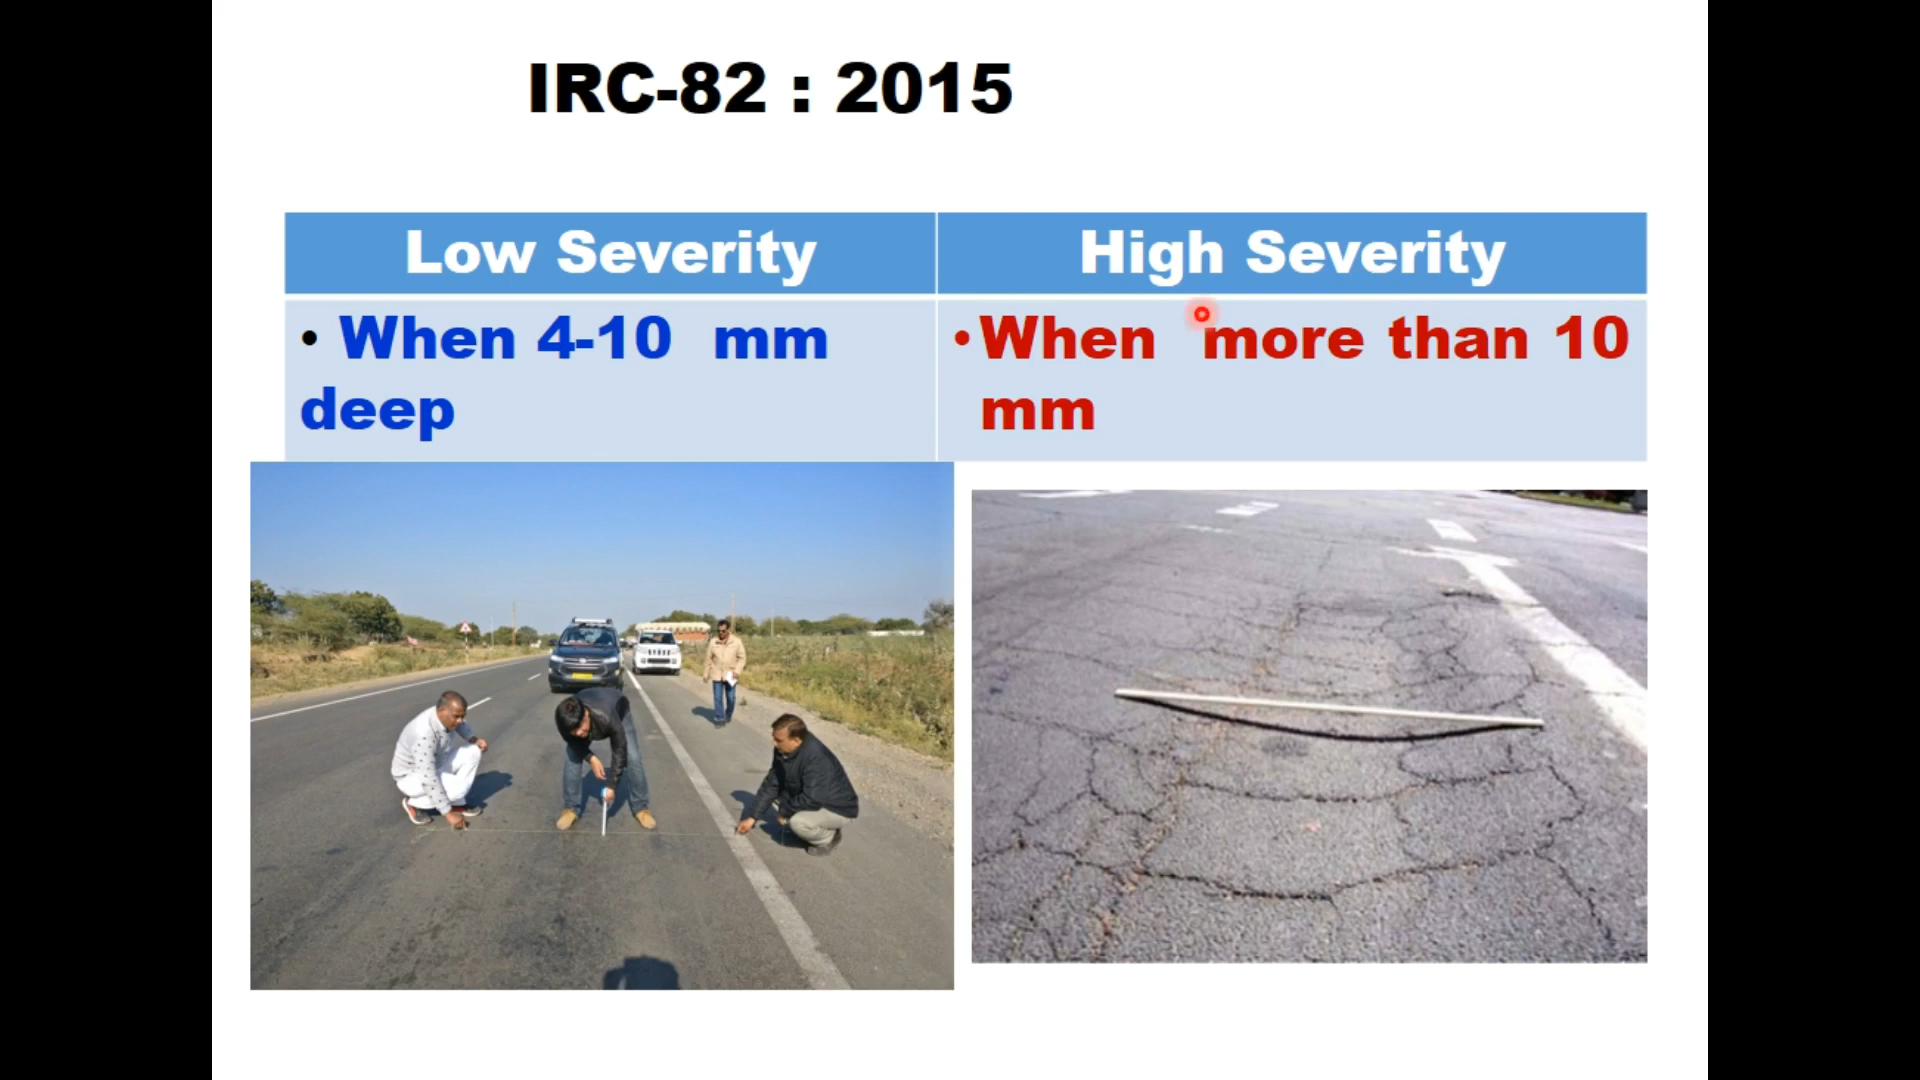 IRC-82 : 2015
Low Severity
High Severity
• When 4-10 mm
deep
• When more than 10
mm